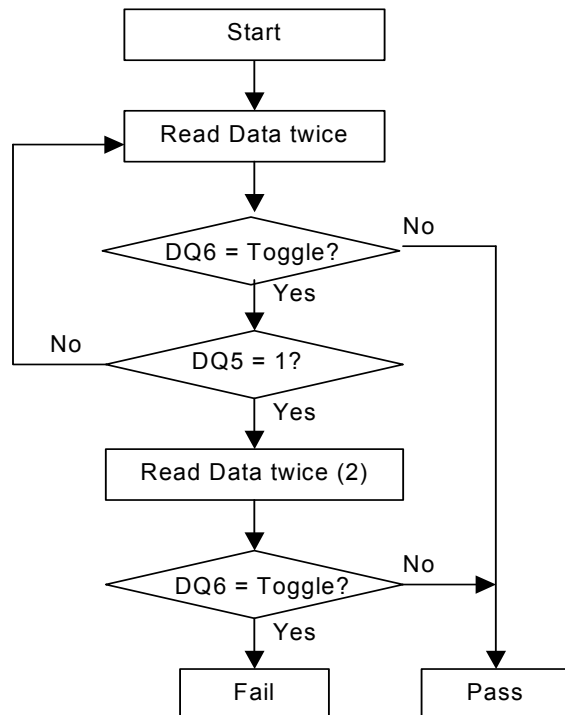 Start
Read Data twice
DQ6 = Toggle?
No
Yes
No
DQ5 = 1?
Yes
Read Data twice (2)
DQ6 = Toggle?
No
Yes
Fail
Pass